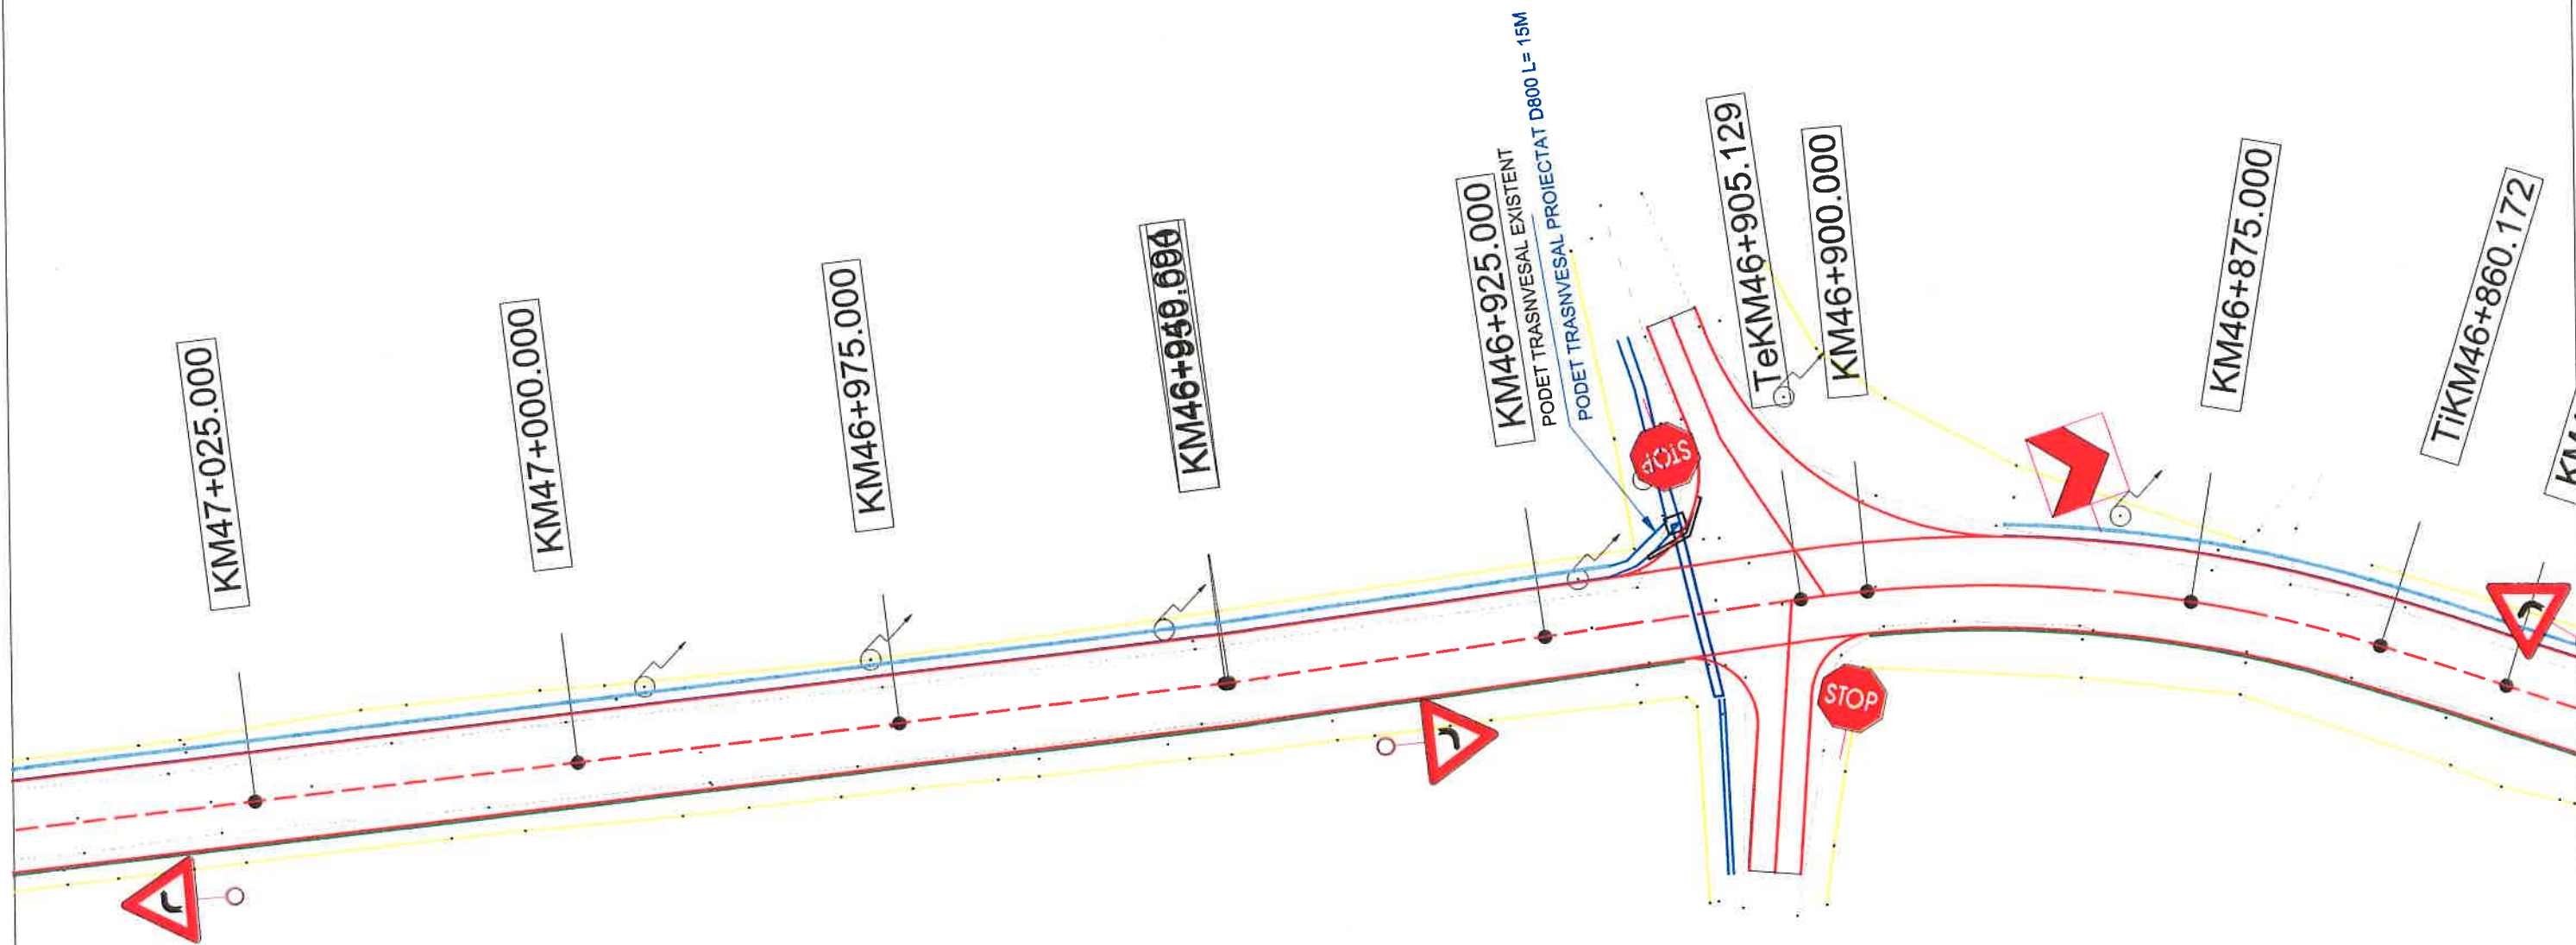 KM47+025.000
KM47+000.000
KM46+975.000
KM46+925.000
PODET TRASNVESAL EXISTENT
PODET TRASNVESAL PROIECTAT D800 L= 15M
TeKM46+905.129
KM46+900.000
KM46+875.000
TiKM46+860.172
STOP
STOP